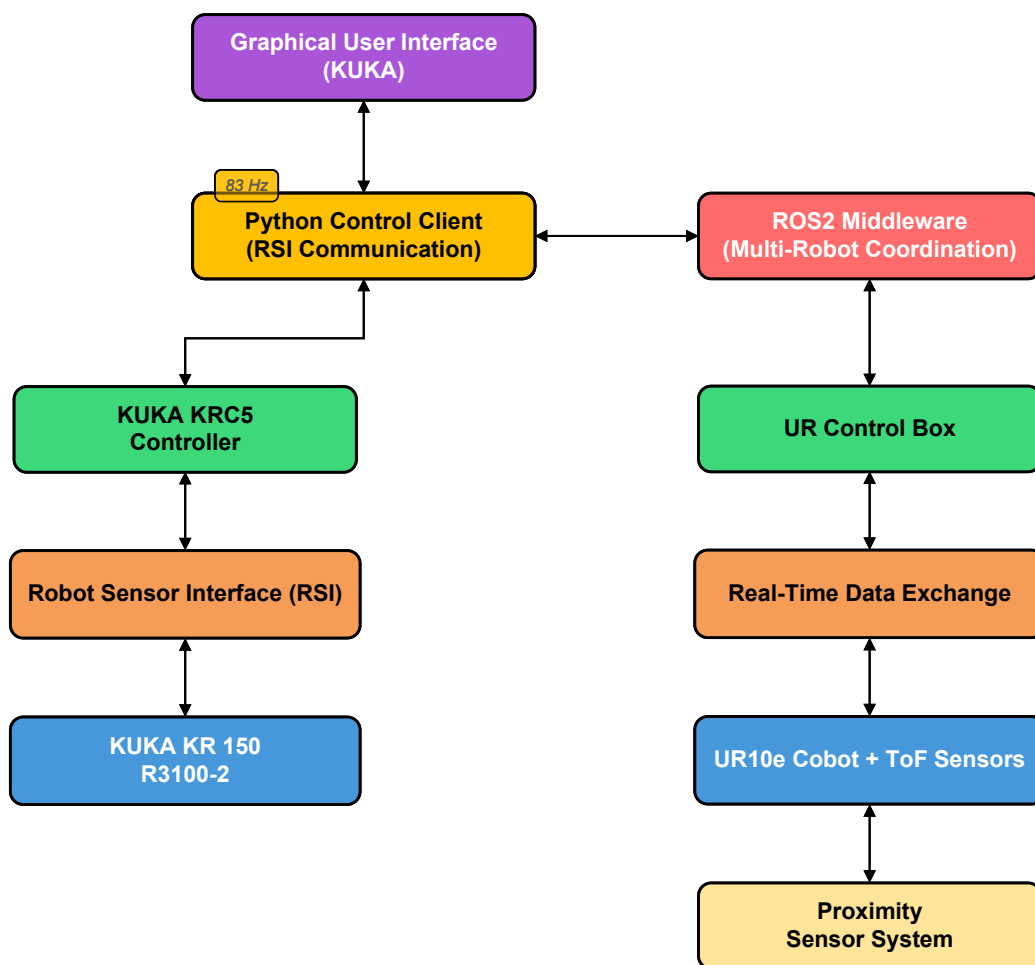 Graphical User Interface
(KUKA)
83 Hz
Python Control Client
(RSI Communication)
ROS2 Middleware
(Multi-Robot Coordination)
KUKA KRC5
Controller
UR Control Box
Robot Sensor Interface (RSI)
Real-Time Data Exchange
KUKA KR 150
R3100-2
UR10e Cobot + ToF Sensors
Proximity
Sensor System